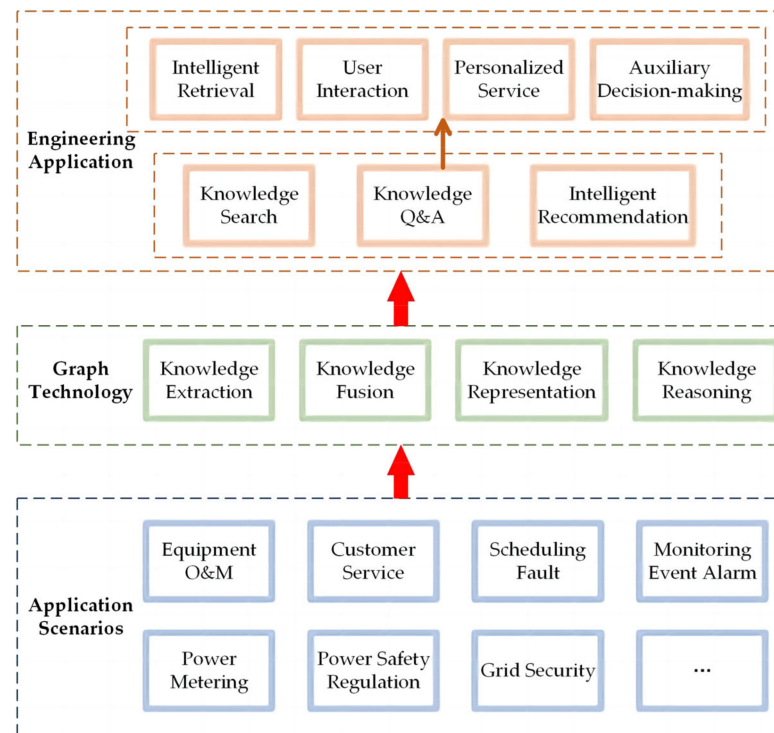 Intelligent
Retrieval
User
Interaction
Personalized
Service
Auxiliary
Decision-making
Engineering
Application
Knowledge
Search
Knowledge
Q&A
Intelligent
Recommendation
Graph
Technology
Knowledge
Extraction
Knowledge
Fusion
Knowledge
Representation
Knowledge
Reasoning
Application
Scenarios
Equipment
O&M
Customer
Service
Scheduling
Fault
Monitoring
Event Alarm
Power
Metering
Power Safety
Regulation
Grid Security
...